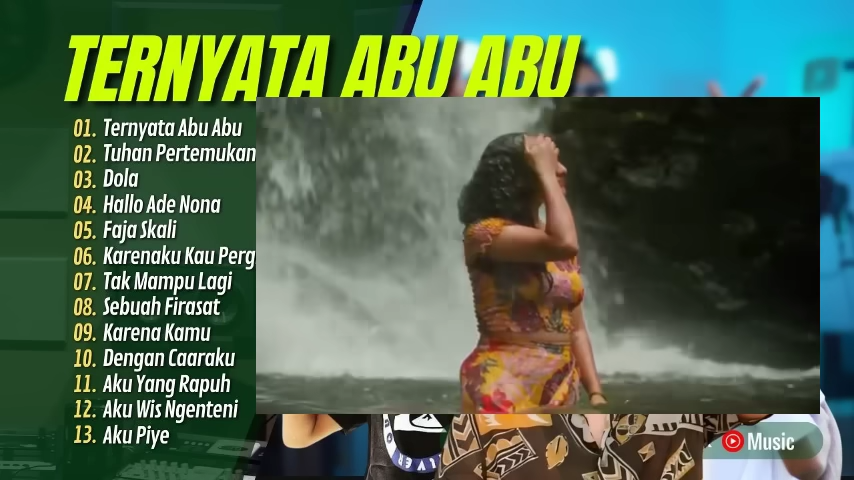 TERNYATA ABU ABU
01. Ternyata Abu Abu
02. Tuhan Pertemukan
03. Dola
04. Hallo Ade Nona
05. Faja Skali
06. Karenaku Kau Perg
07. Tak Mampu Lagi
08. Sebuah Firasat
09. Karena Kamu
10. Dengan Caaraku
11. Aku Yang Rapuh
12. Aku Wis Ngenteni
13. Aku Piye
Music